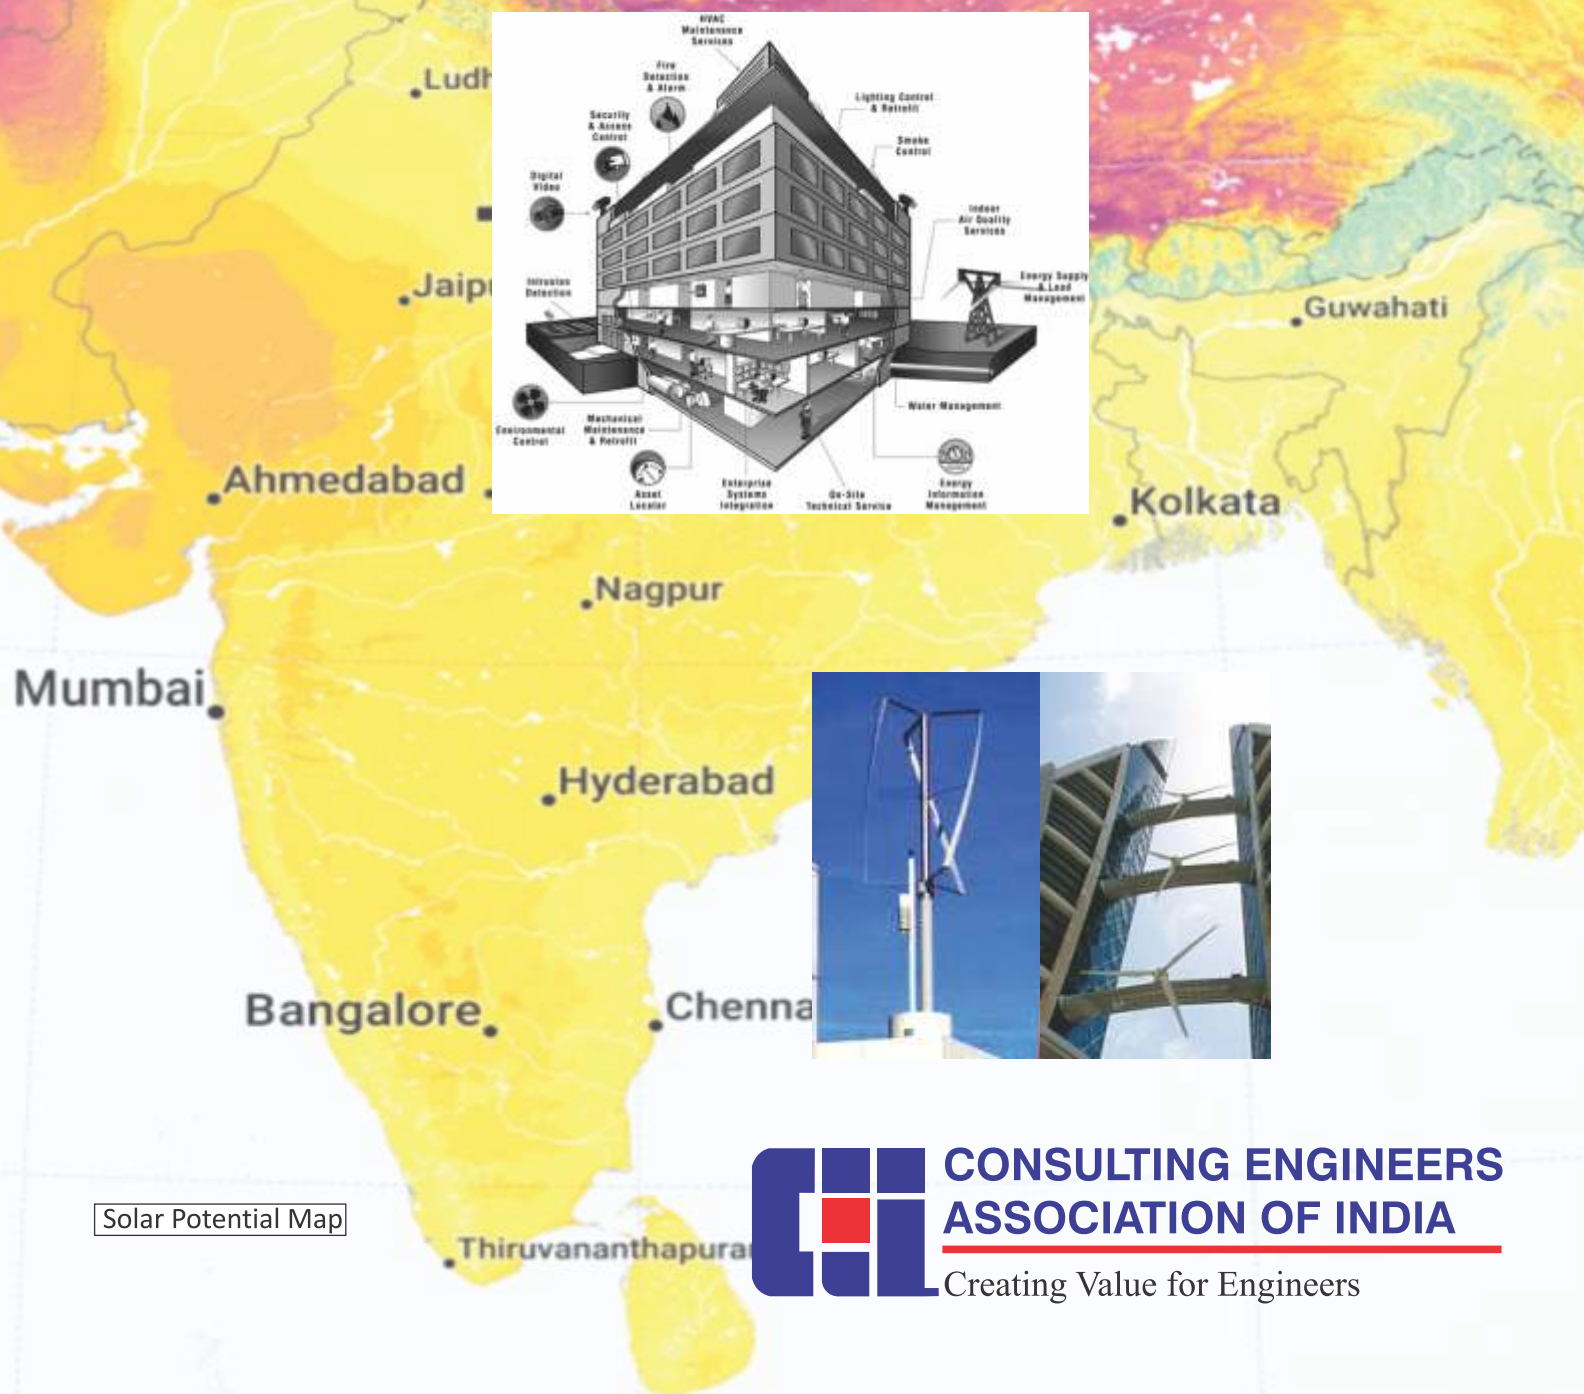 HVAC
Maintenance
Services
Fire
Detection
& Alarm
Lighting Control
& Retrofit
Security
& Access
Control
Smoke
Control
Digital
Video
Indoor
Air Quality
Services
Intrusion
Detection
Energy Supply
& Load
Management
Water Management
Environmental
Control
Mechanical
Maintenance
& Retrofit
Asset
Locator
Enterprise
Systems
Integration
On-Site
Technical Service
Energy
Information
Management
Ludh
Jaipu
Guwahati
Ahmedabad
Kolkata
Nagpur
Mumbai
Hyderabad
Bangalore
Chenna
Solar Potential Map
Thiruvananthapura
CONSULTING ENGINEERS
ASSOCIATION OF INDIA
Creating Value for Engineers